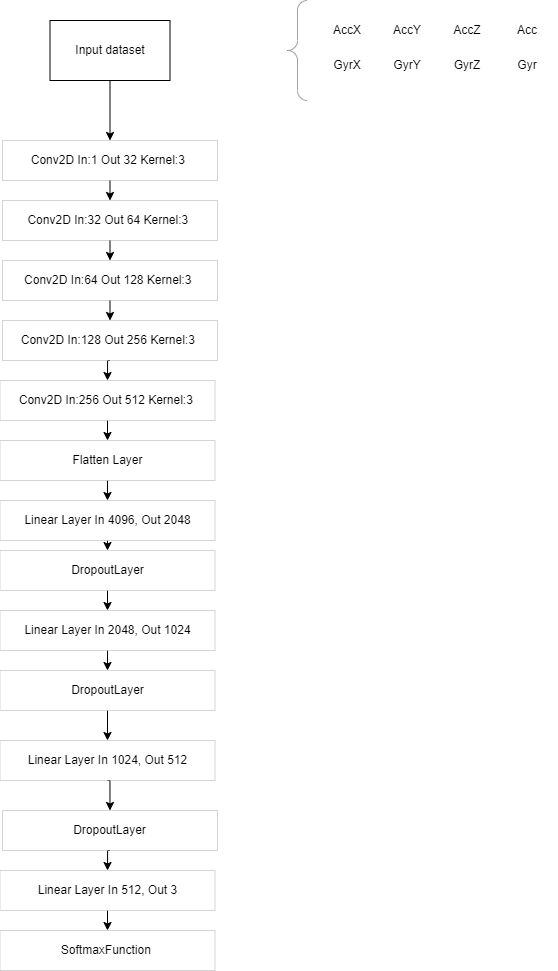 Input dataset
AccX AccY AccZ Acc
GyrX GyrY GyrZ Gyr
Conv2D In:1 Out 32 Kernel:3
Conv2D In:32 Out 64 Kernel:3
Conv2D In:64 Out 128 Kernel:3
Conv2D In:128 Out 256 Kernel:3
Conv2D In:256 Out 512 Kernel:3
Flatten Layer
Linear Layer In 4096, Out 2048
DropoutLayer
Linear Layer In 2048, Out 1024
DropoutLayer
Linear Layer In 1024, Out 512
DropoutLayer
Linear Layer In 512, Out 3
SoftmaxFunction